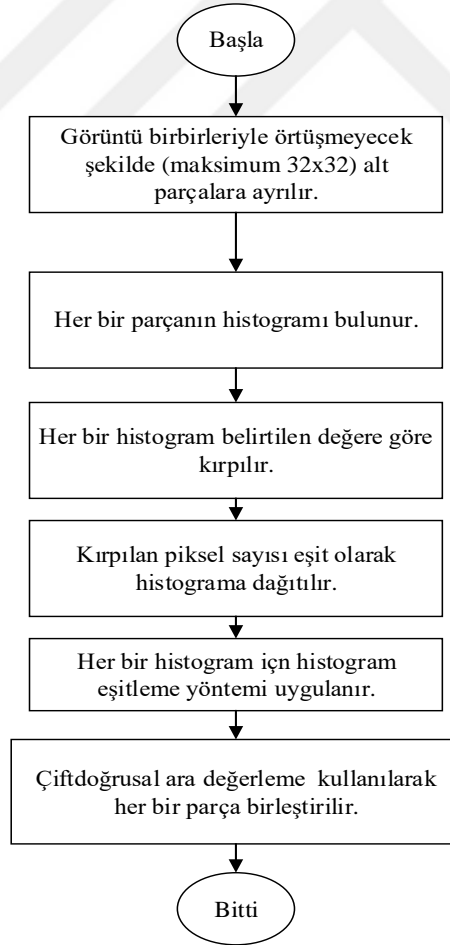 Başla
Görüntü birbirleriyle örtüşmeyecek
şekilde (maksimum 32x32) alt
parçalara ayrılır.
Her bir parçanın histogramı bulunur.
Her bir histogram belirtilen değere göre
kırpılır.
Kırpılan piksel sayısı eşit olarak
histograma dağıtılır.
Her bir histogram içn histogram
eşitleme yöntemi uygulanır.
Çiftdoğrusal ara değerleme kullanılarak
her bir parça birleştirilir.
Bitti